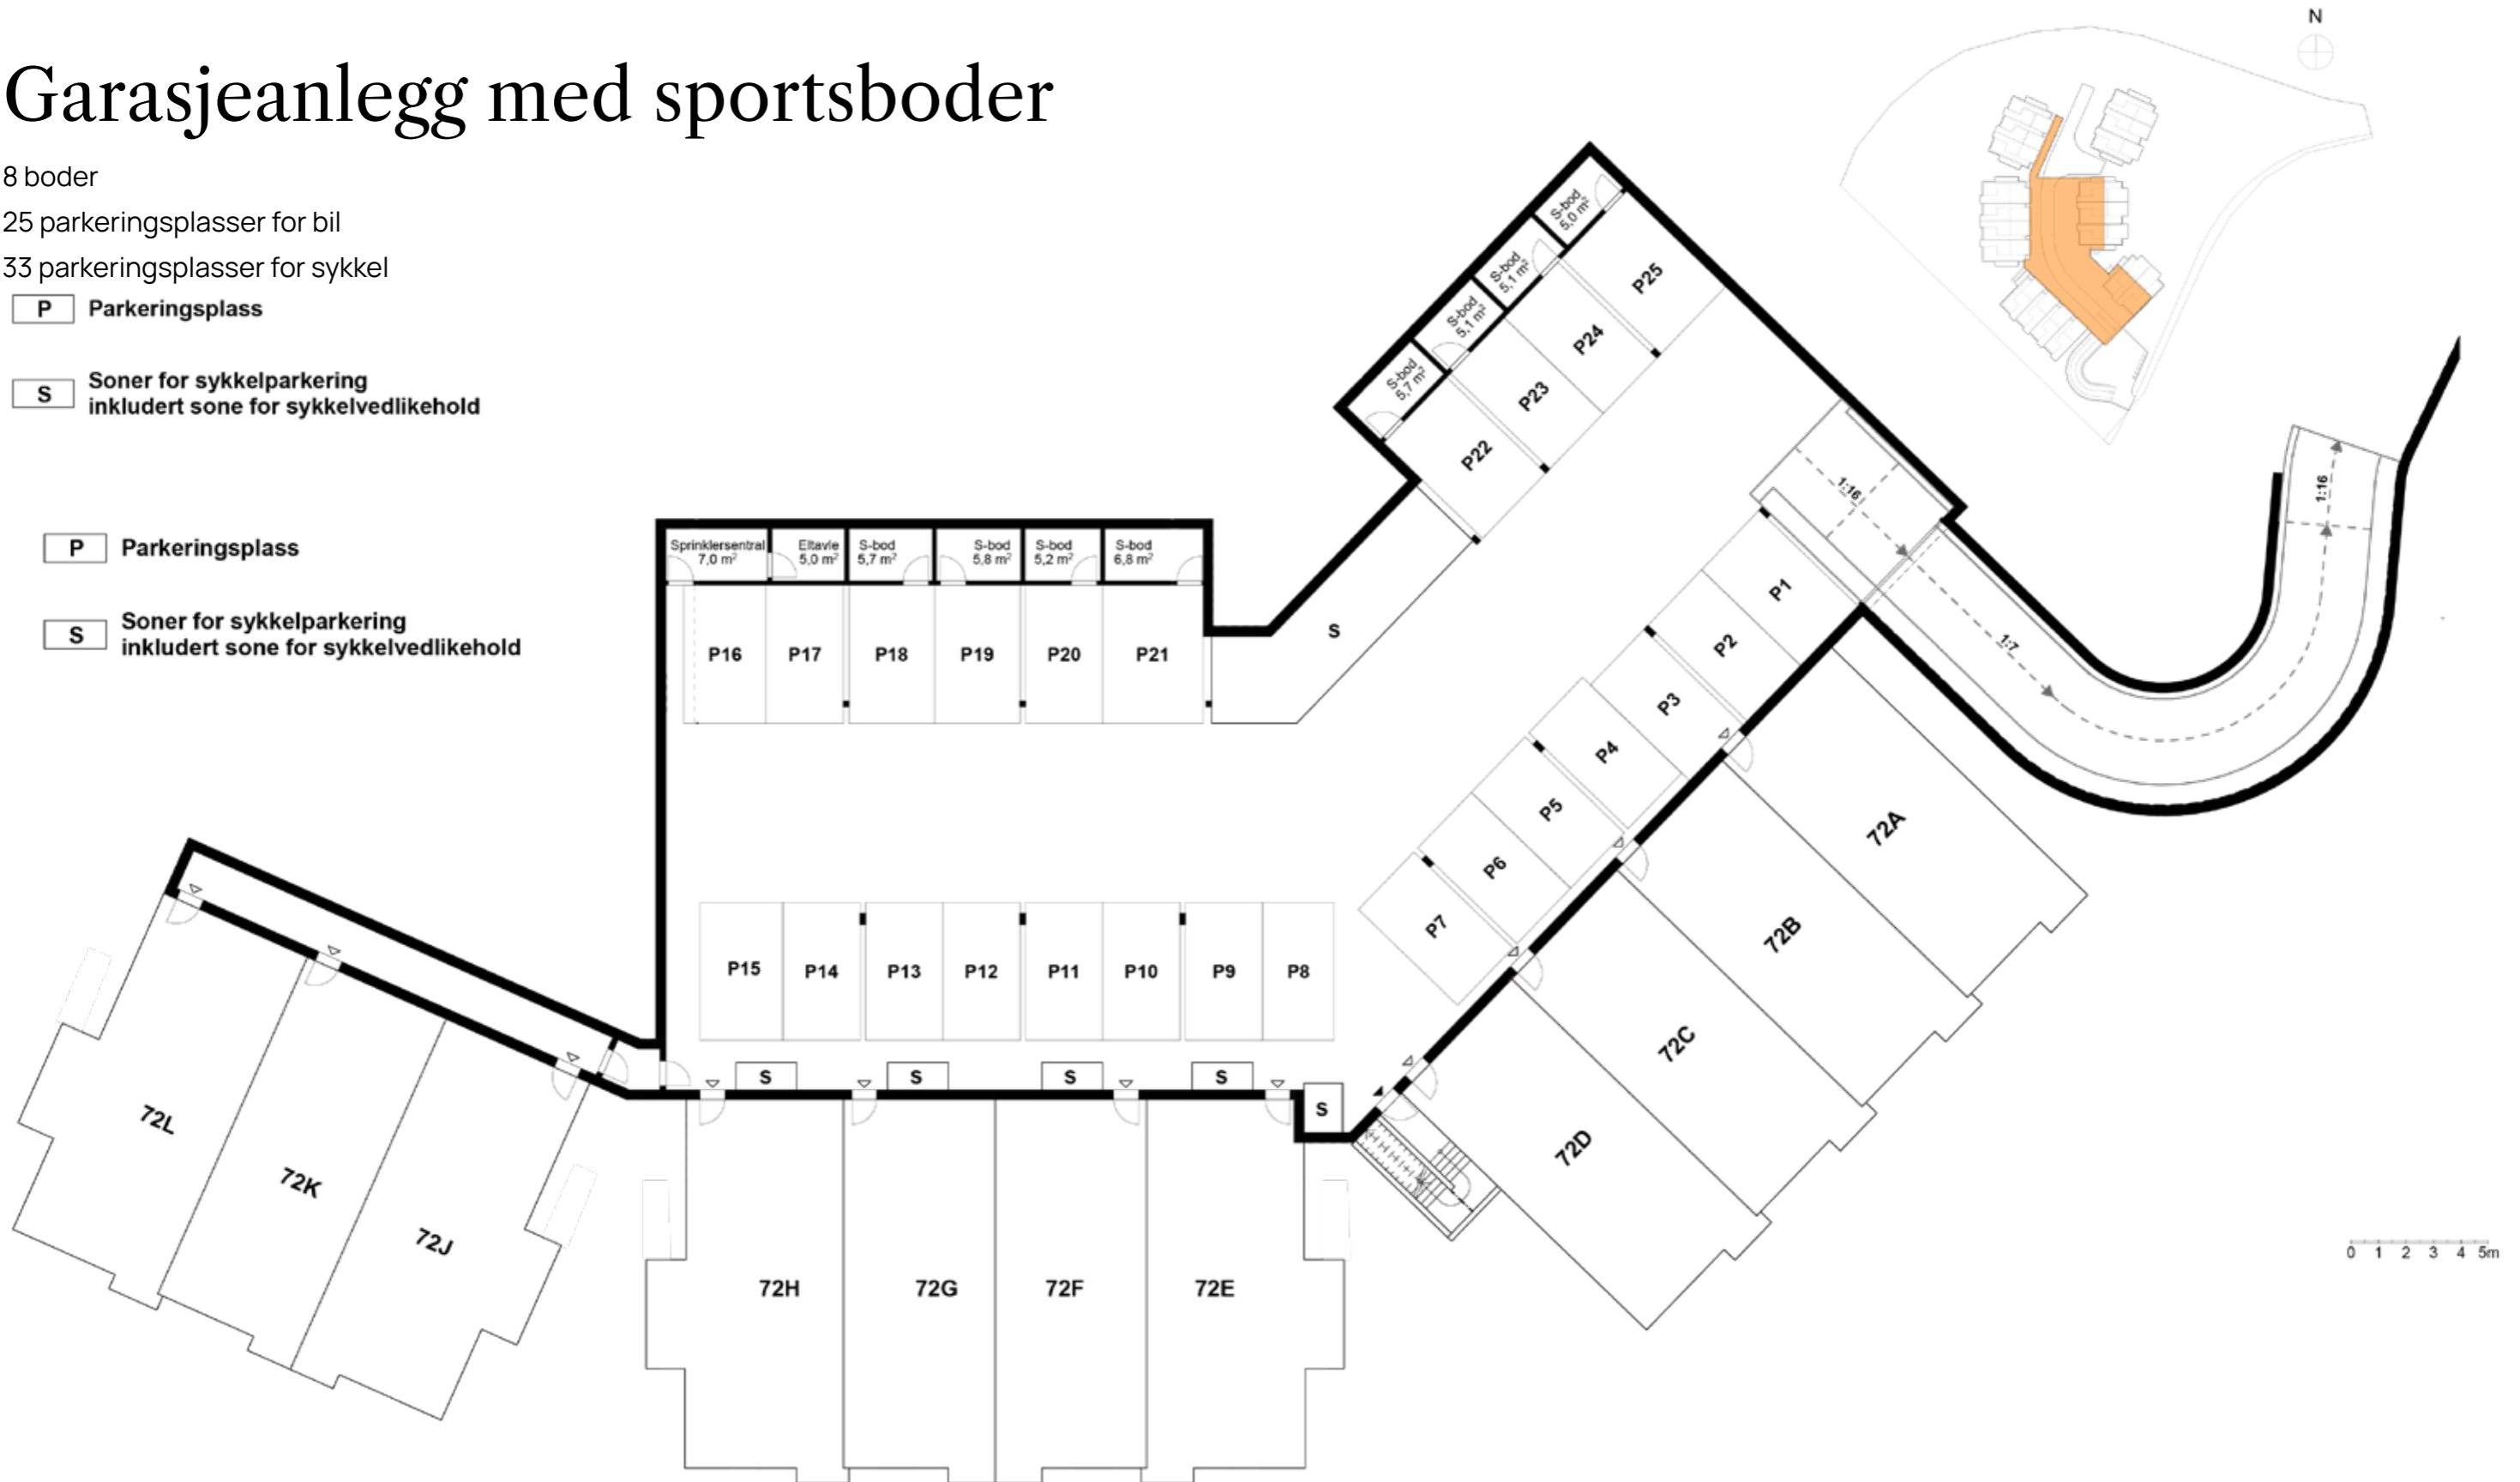 Garasjeanlegg med sportsboder
8 boder
25 parkeringsplasser for bil
33 parkeringsplasser for sykkel
P Parkeringsplass
S Soner for sykkelparkering
inkludert sone for sykkelvedlikehold
P Parkeringsplass
S Soner for sykkelparkering
inkludert sone for sykkelvedlikehold
N
S-bod
5,0 m²
S-bod
5,1 m²
S-bod
5,1 m²
S-bod
5,7 m²
P25
P24
P23
P22
1:16
1:16
1:7
Sprinklersentral
7,0 m²
Eltavle
5,0 m²
S-bod
5,7 m²
S-bod
5,8 m²
S-bod
5,2 m²
S-bod
6,8 m²
P16
P17
P18
P19
P20
P21
S
P1
P2
P3
P4
P5
P6
P7
P15
P14
P13
P12
P11
P10
P9
P8
S
S
S
S
S
72A
72B
72C
72D
72L
72K
72J
72H
72G
72F
72E
0 1 2 3 4 5m